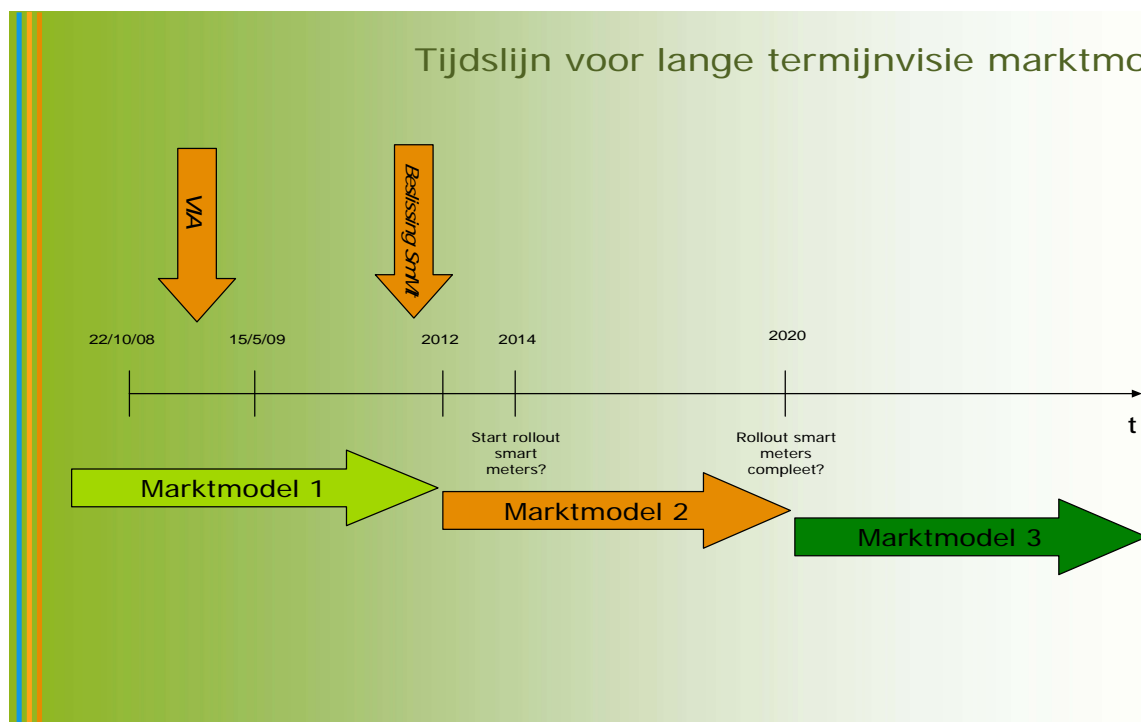 Tijdslijn voor lange termijnvisie marktmo
VIA
Beslissing SmMt
22/10/08
15/5/09
2012
2014
2020
t
Start rollout
smart
meters?
Rollout smart
meters
compleet?
Marktmodel 1
Marktmodel 2
Marktmodel 3